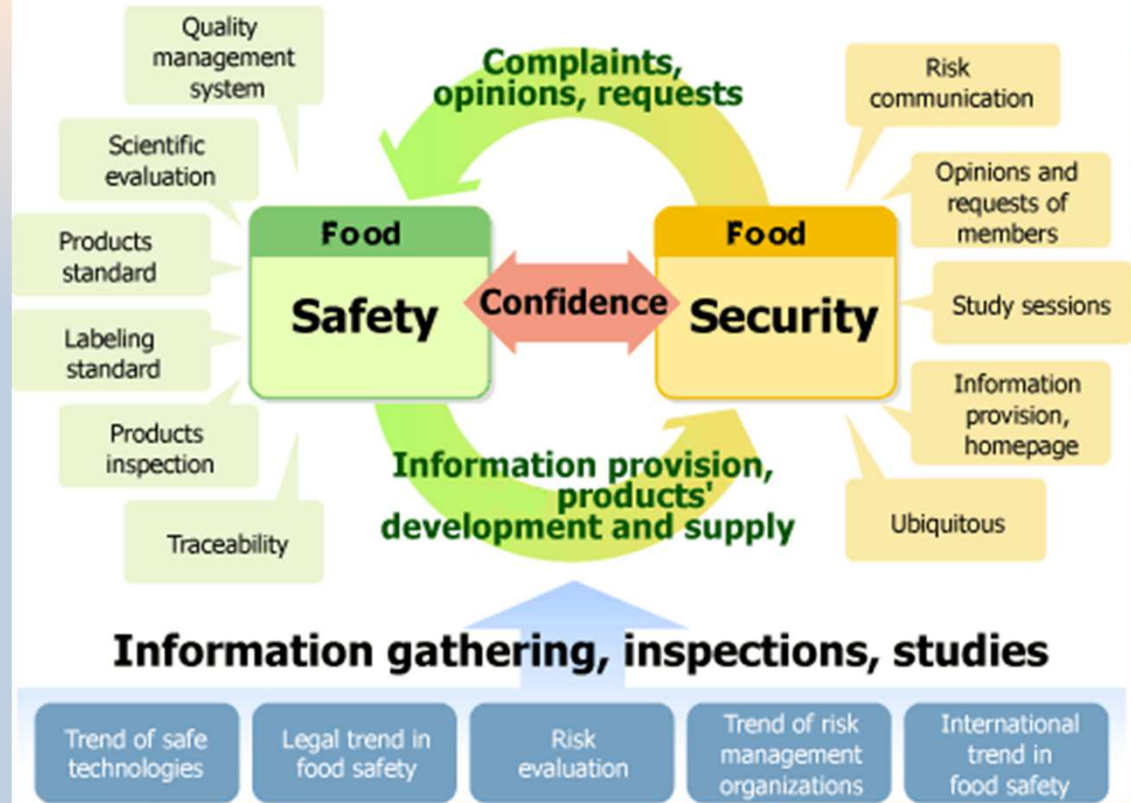 Quality
management
system
Scientific
evaluation
Products
standard
Labeling
standard
Products
inspection
Traceability
Complaints,
opinions, requests
Food
Safety
Confidence
Food
Security
Information provision,
products'
development and supply
Risk
communication
Opinions and
requests of
members
Study sessions
Information
provision,
homepage
Ubiquitous
Information gathering, inspections, studies
Trend of safe
technologies
Legal trend in
food safety
Risk
evaluation
Trend of risk
management
organizations
International
trend in
food safety